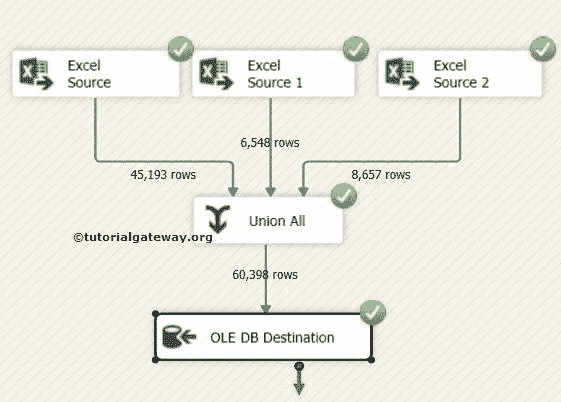 Excel
Source
Excel
Source 1
Excel
Source 2
6,548 rows
45,193 rows
8,657 rows
Union All
©tutorialgateway.org
60,398 rows
OLE DB Destination